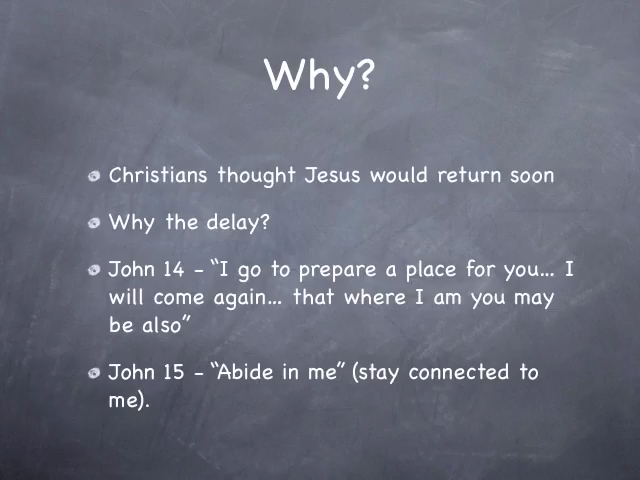 Why?
Christians thought Jesus would return soon
Why the delay?
John 14 - “I go to prepare a place for you... I
will come again... that where I am you may
be also”
John 15 - “Abide in me” (stay connected to
me).